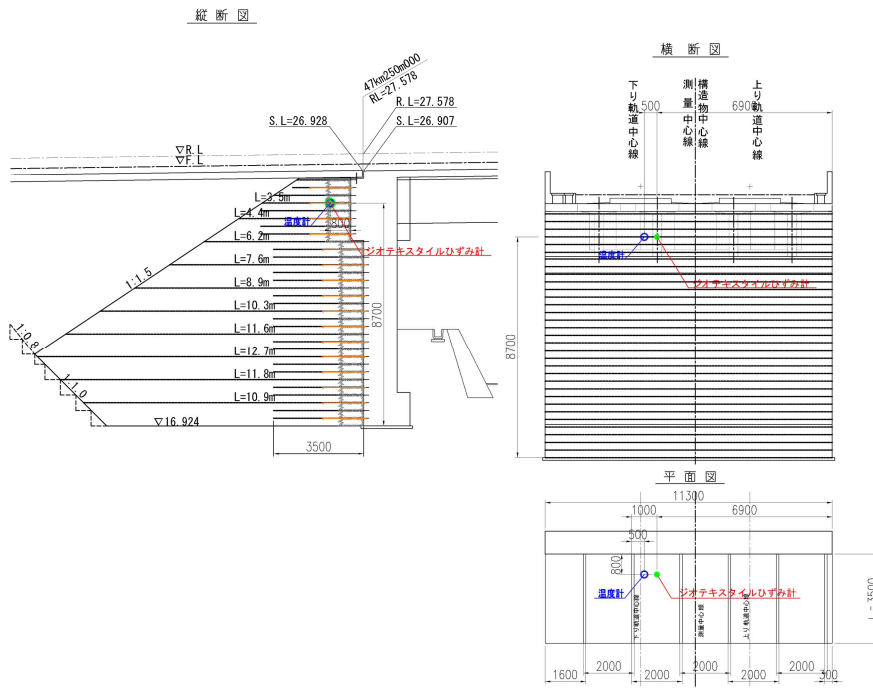 縦 断 図
47km250m000
RL=27.578
R.L=27.578
S.L=26.928
S.L=26.907
▽R.L
▽F.L
L=3.5m
L=4.4m
温度計
800
L=6.2m
ジオテキスタイルひずみ計
L=7.6m
1:1.5
L=8.9m
L=10.3m
8700
L=11.6m
1:0.8
L=12.7m
1:1.0
L=11.8m
L=10.9m
▽16.924
3500
横 断 図
下り軌道中心線
測 量 中心線
構造物中心線
上り軌道中心線
500
6900
温度計
ジオテキスタイルひずみ計
8700
平 面 図
11300
1000
6900
500
800
温度計
ジオテキスタイルひずみ計
下り軌道中心線
測量中心線
上り軌道中心線
L=3500
1600
2000
2000
2000
2000
2000
300